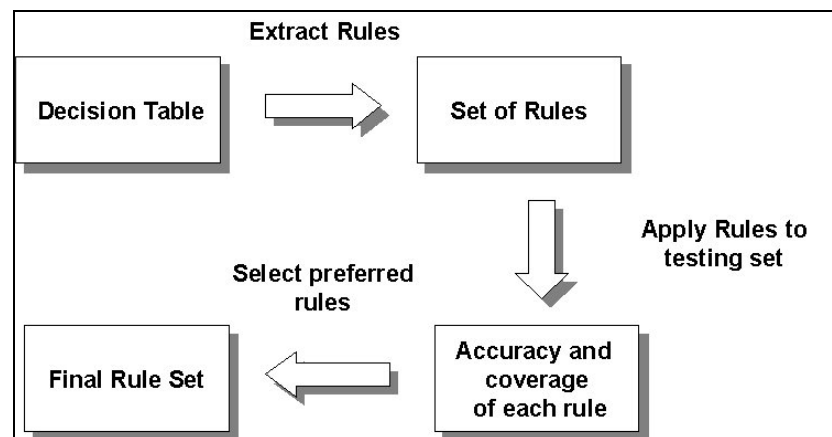 Extract Rules
Decision Table
Set of Rules
Apply Rules to
testing set
Select preferred
rules
Accuracy and
coverage
of each rule
Final Rule Set